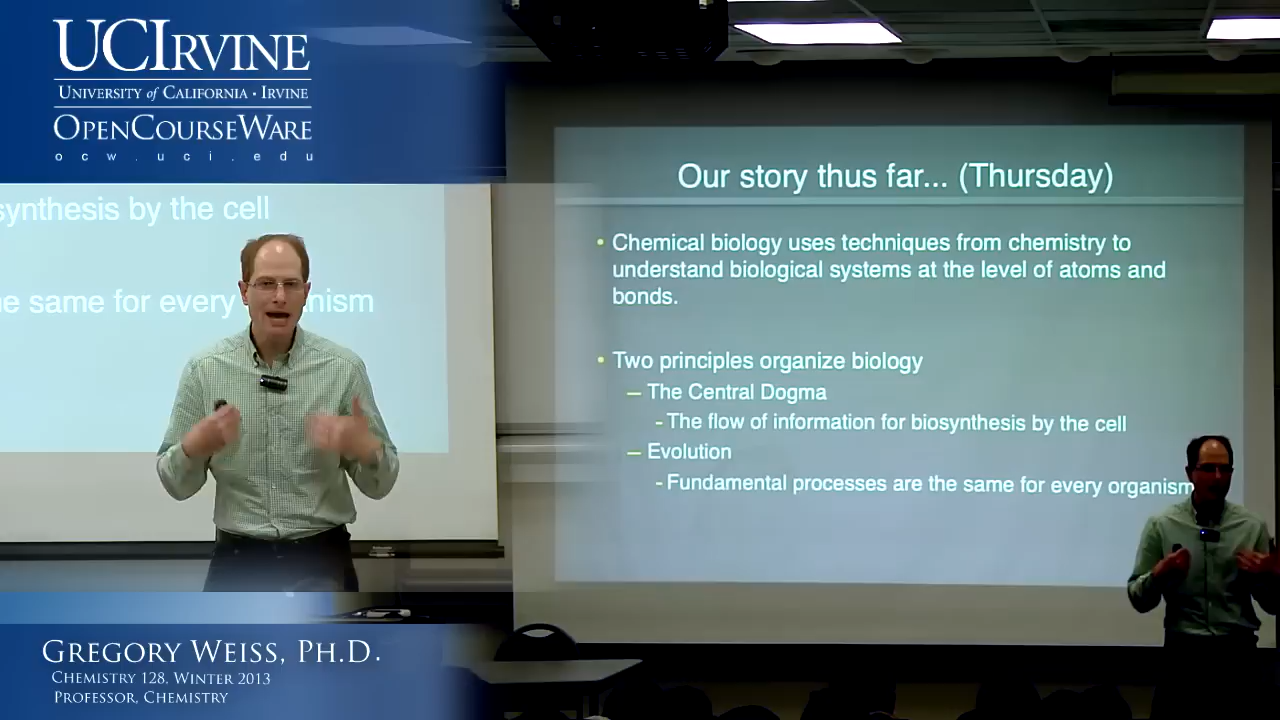 UCIRVINE
UNIVERSITY of CALIFORNIA • IRVINE
OPENCOURSEWARE
ocw.uci.edu
synthesis by the cell
same for every
GREGORY WEISS, PH.D.
CHEMISTRY 128, WINTER 2013
PROFESSOR, CHEMISTRY
Our story thus far... (Thursday)
• Chemical biology uses techniques from chemistry to
understand biological systems at the level of atoms and
bonds.
• Two principles organize biology
– The Central Dogma
- The flow of information for biosynthesis by the cell
– Evolution
- Fundamental processes are the same for every organism